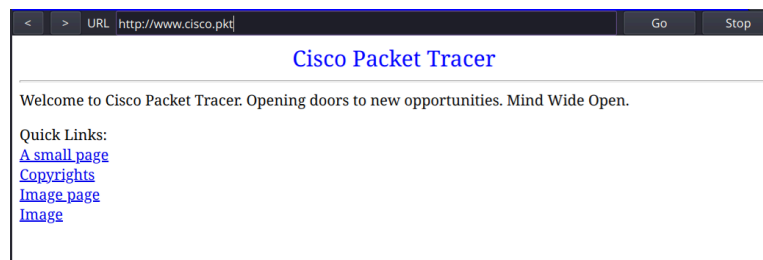 < > URL http://www.cisco.pkt Go Stop
Cisco Packet Tracer
Welcome to Cisco Packet Tracer. Opening doors to new opportunities. Mind Wide Open.
Quick Links:
A small page
Copyrights
Image page
Image